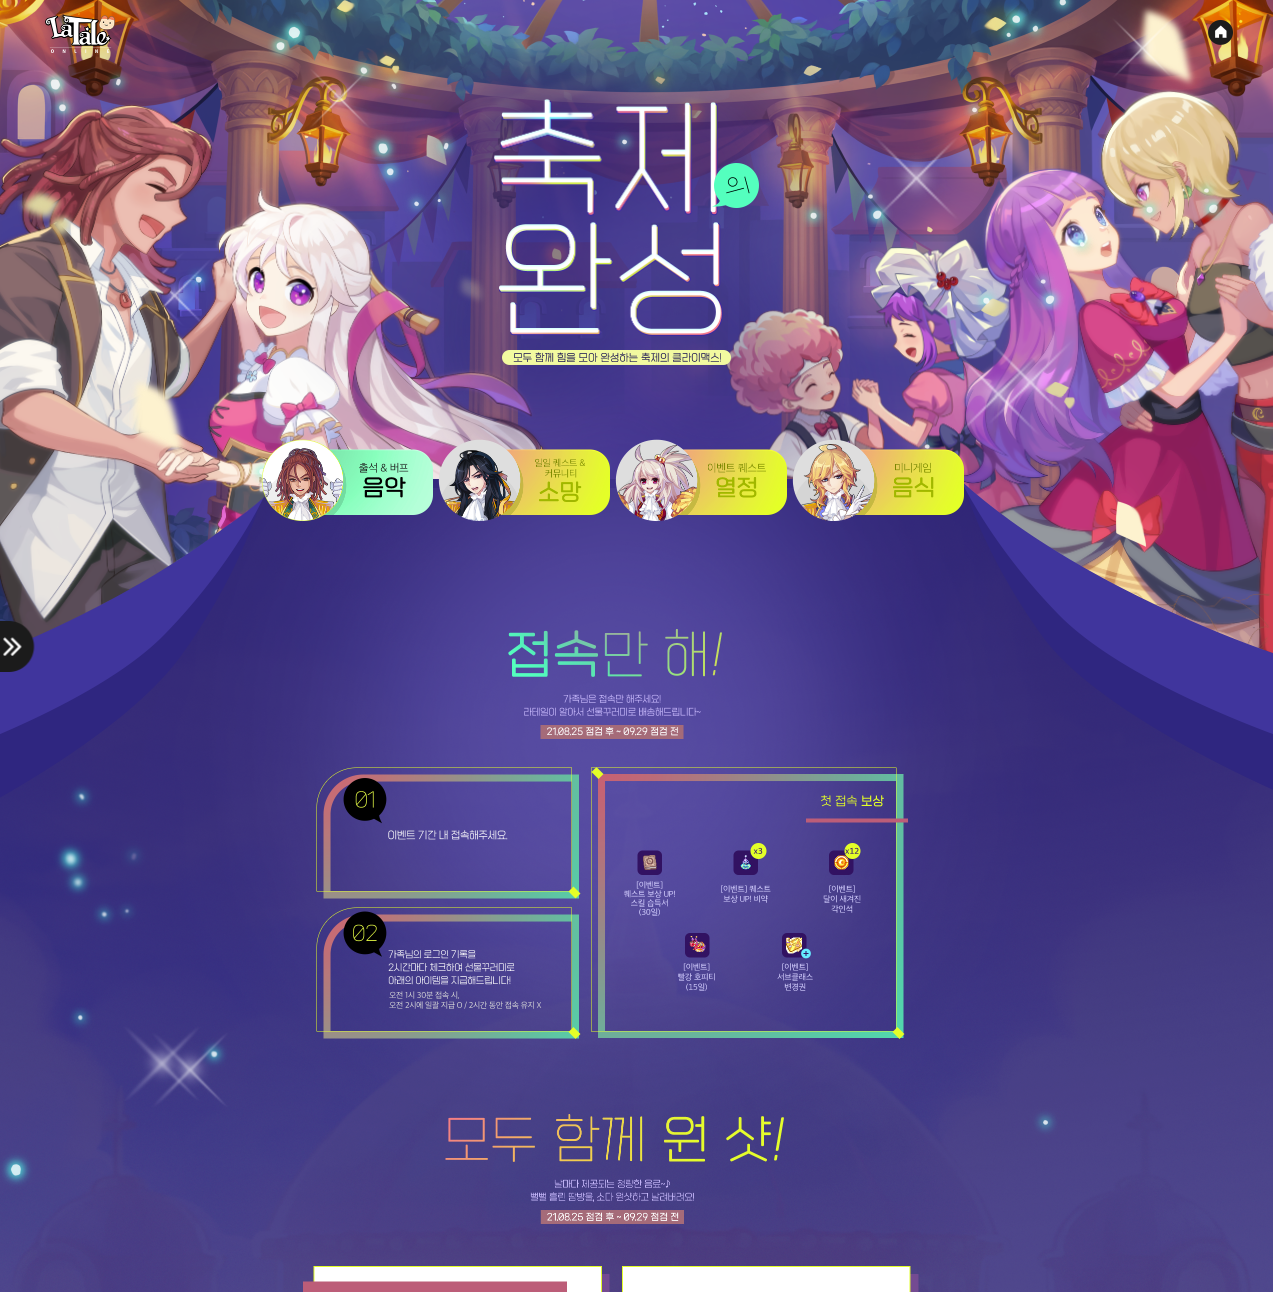 LaTale
ONLINE
축제의
완성
모두 함께 힘을 모아 완성하는 축제의 클라이맥스!
출석 & 버프
음악
일일 퀘스트 &
커뮤니티
소망
이벤트 퀘스트
열정
미니게임
음식
접속만 해!
가족님은 접속만 해주세요!
라테일이 알아서 선물꾸러미로 배송해드립니다~
21.08.25 점검 후 ~ 09.29 점검 전
01
이벤트 기간 내 접속해주세요.
02
가족님의 로그인 기록을
2시간마다 체크하여 선물꾸러미로
아래의 아이템을 지급해드립니다!
오전 1시 30분 접속 시,
오전 2시에 일괄 지급 O / 2시간 동안 접속 유지 X
첫 접속 보상
x3
x12
[이벤트]
퀘스트 보상 UP!
스킬 습득서
(30일)
[이벤트] 퀘스트
보상 UP! 비약
[이벤트]
달이 새겨진
각인석
[이벤트]
빨강 호피티
(15일)
[이벤트]
서브클래스
변경권
모두 함께 원 샷!
날마다 제공되는 청량한 음료~♪
뻘뻘 흘린 땀방울, 소다 원샷하고 날려버려요!
21.08.25 점검 후 ~ 09.29 점검 전